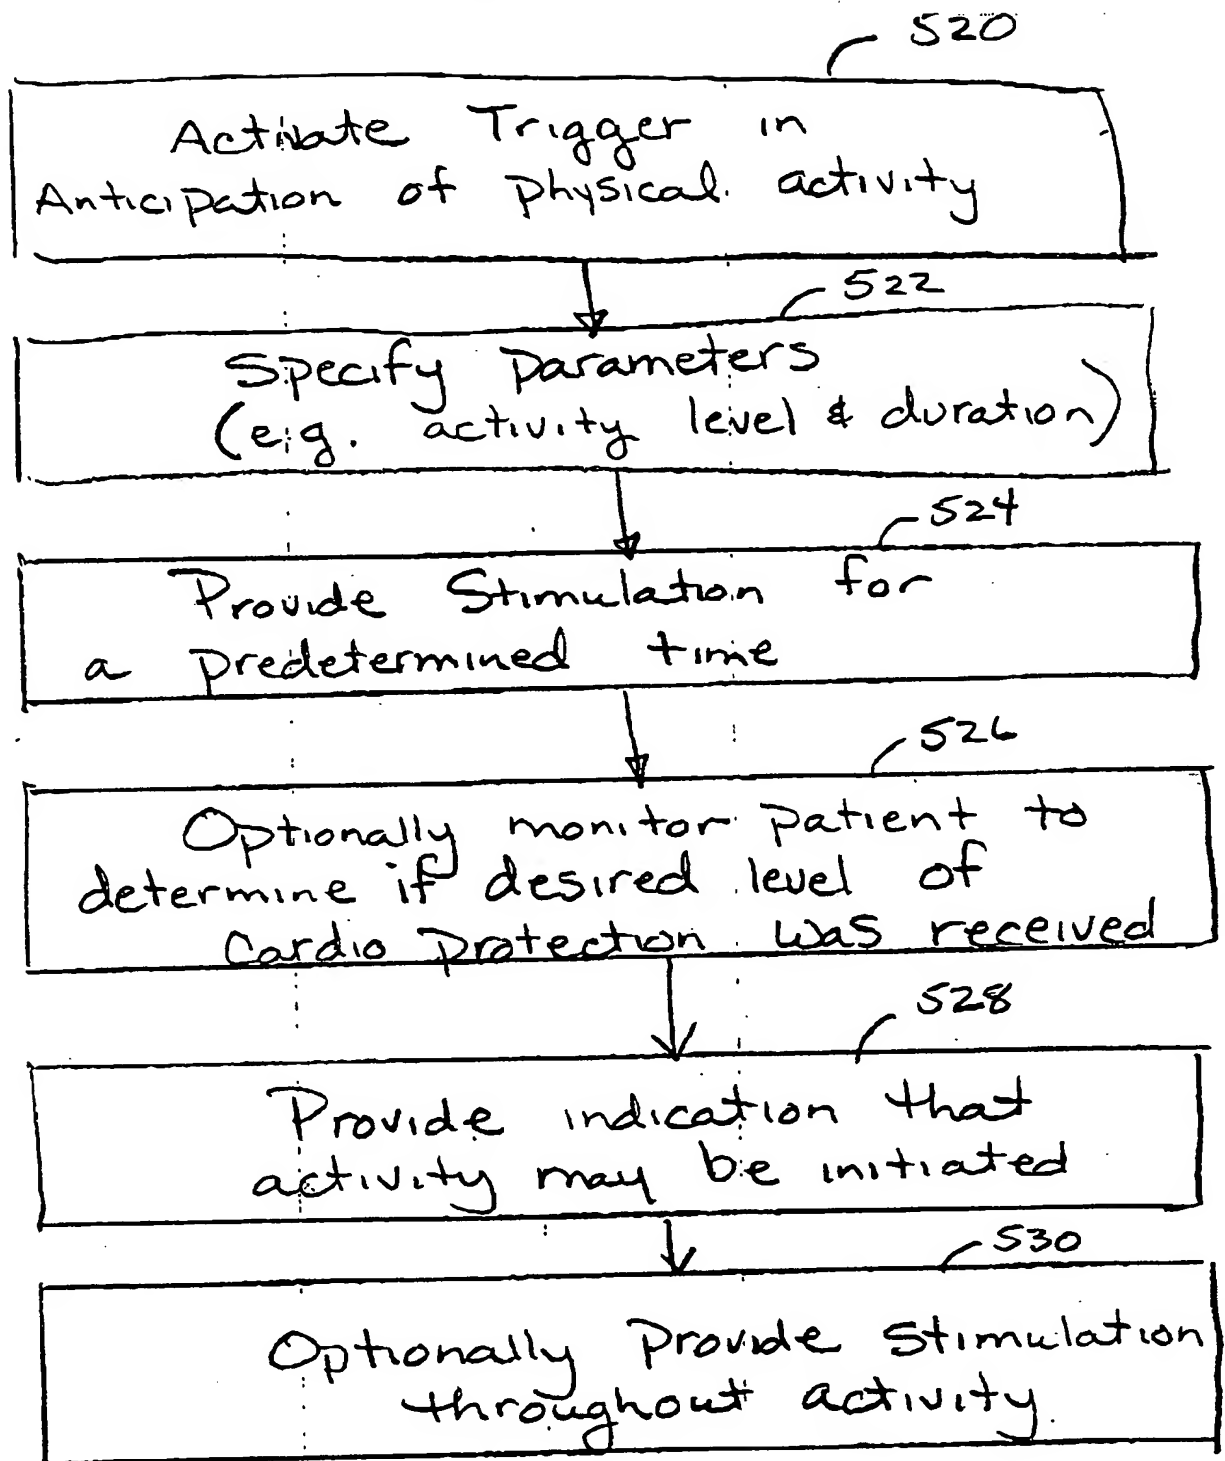 520
Activate Trigger in
Anticipation of physical activity
522
Specify parameters
(e.g. activity level & duration)
524
Provide Stimulation for
a predetermined time
526
Optionally monitor patient to
determine if desired level of
Cardio protection was received
528
Provide indication that
activity may be initiated
530
Optionally Provide Stimulation
throughout activity